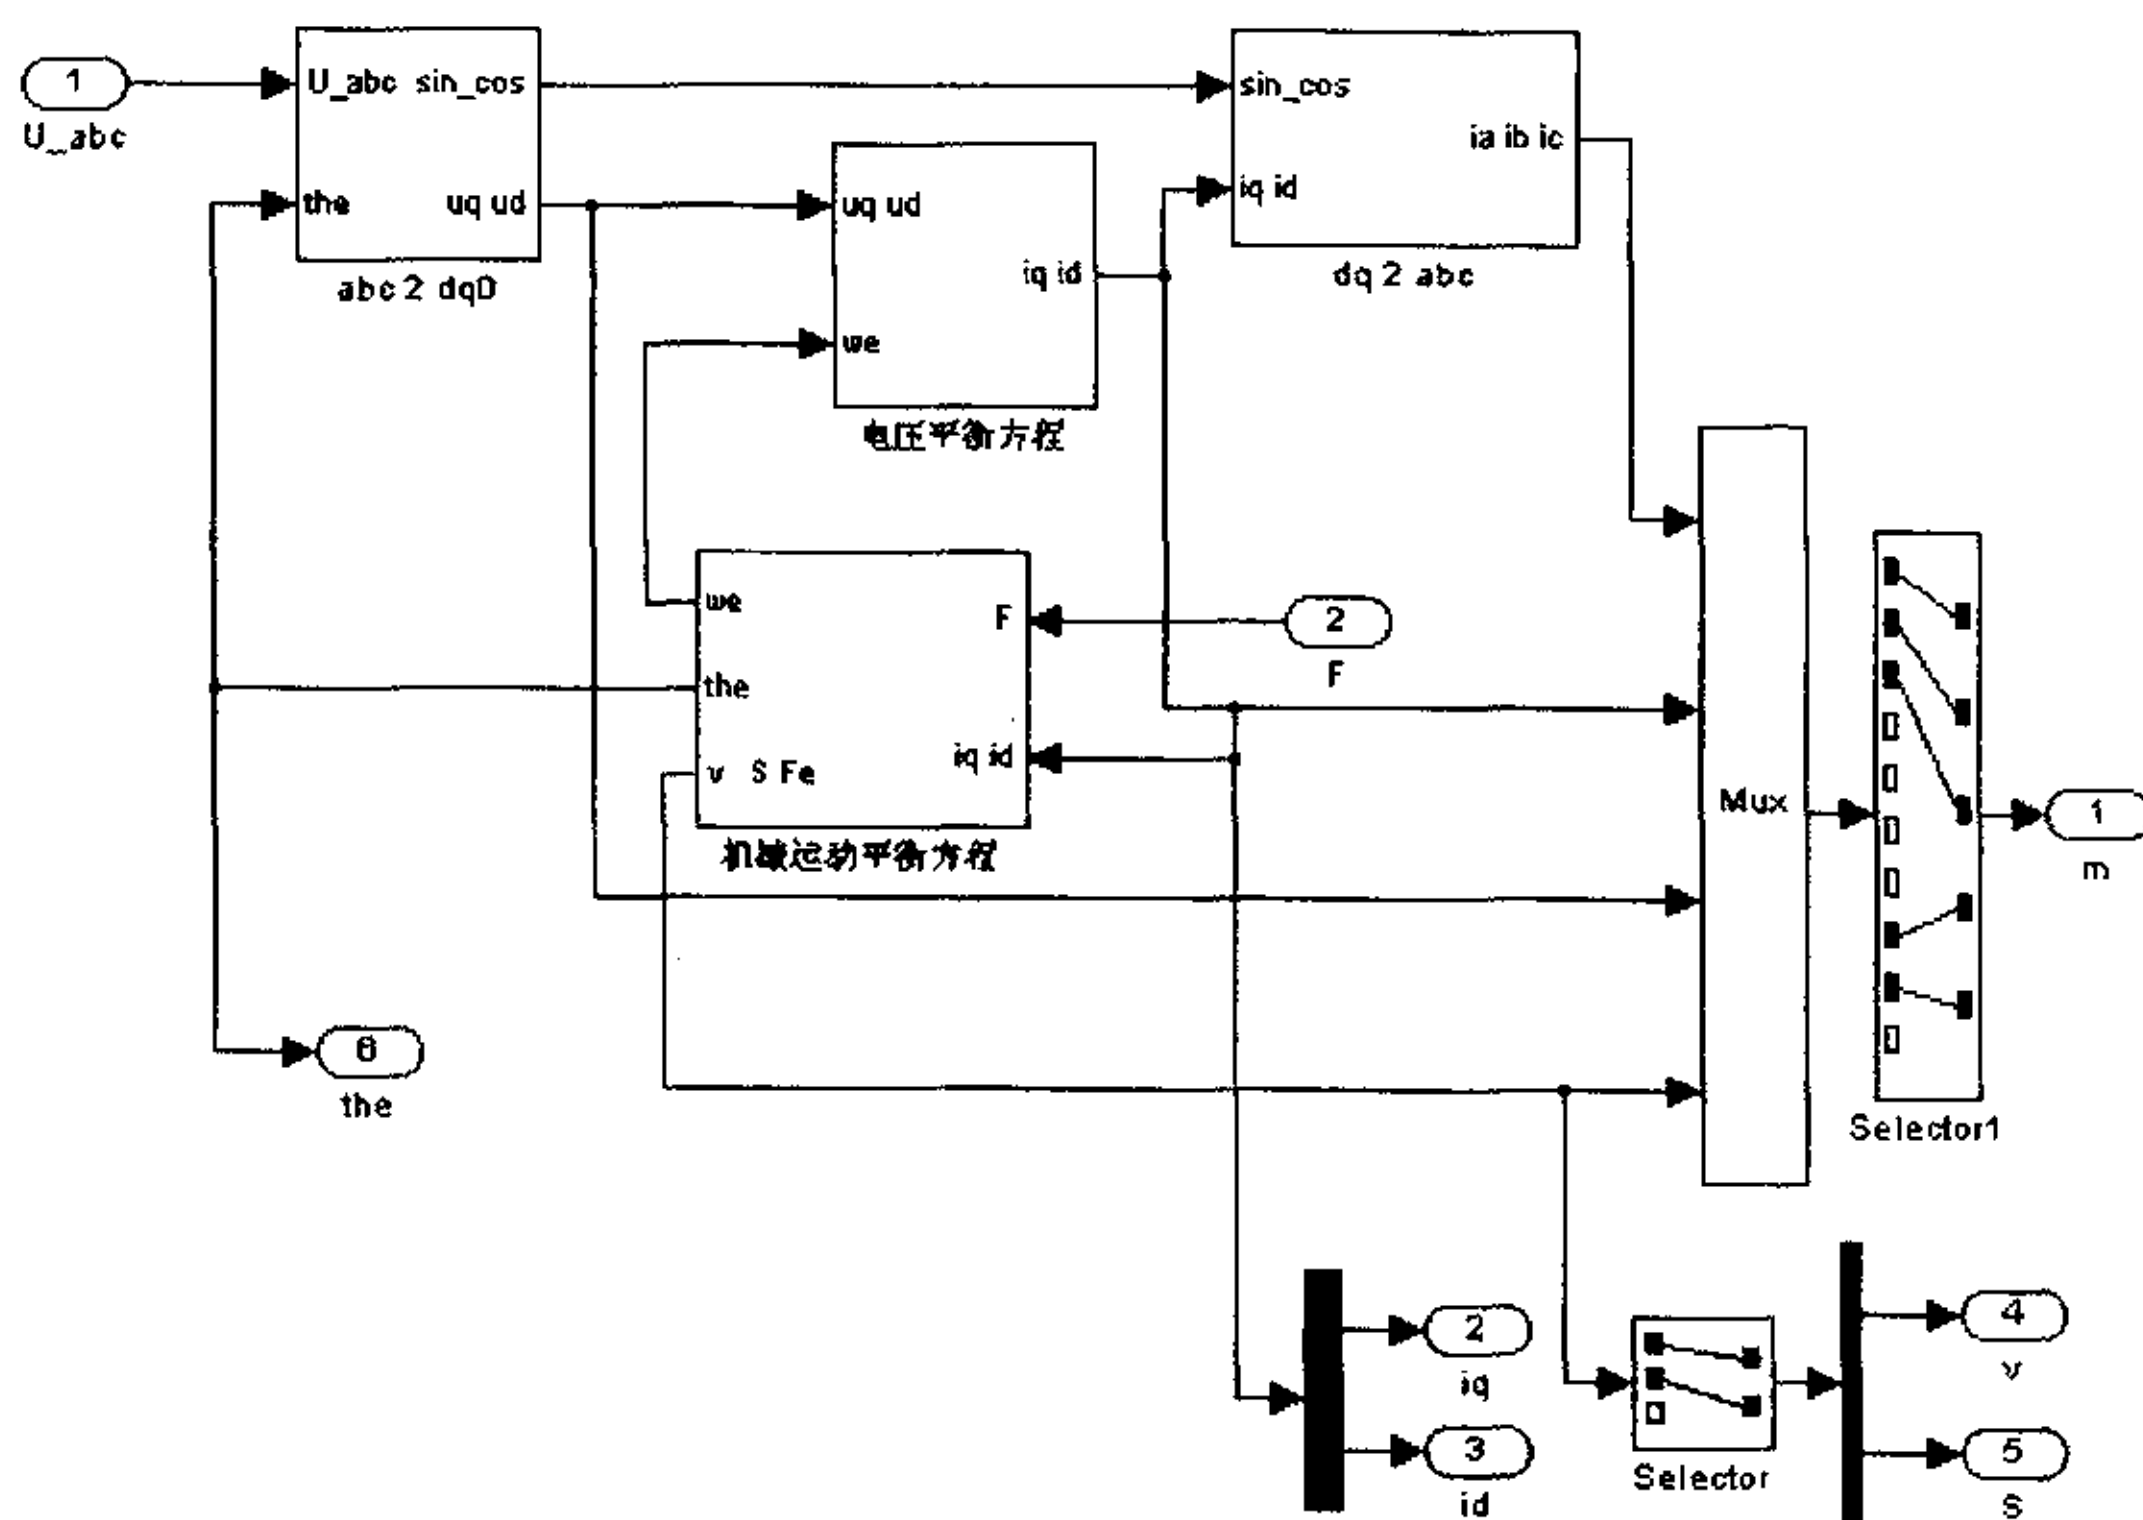 1
U_abc
U_abc sin_cos
the uq ud
abc 2 dq0
uq ud
iq id
we
电压平衡方程
sin_cos
ia ib ic
iq id
dq 2 abc
we
F
the
iq id
v S Fe
机械运动平衡方程
2
F
Mux
1
m
Selector1
6
the
2
iq
3
id
Selector
4
v
5
S